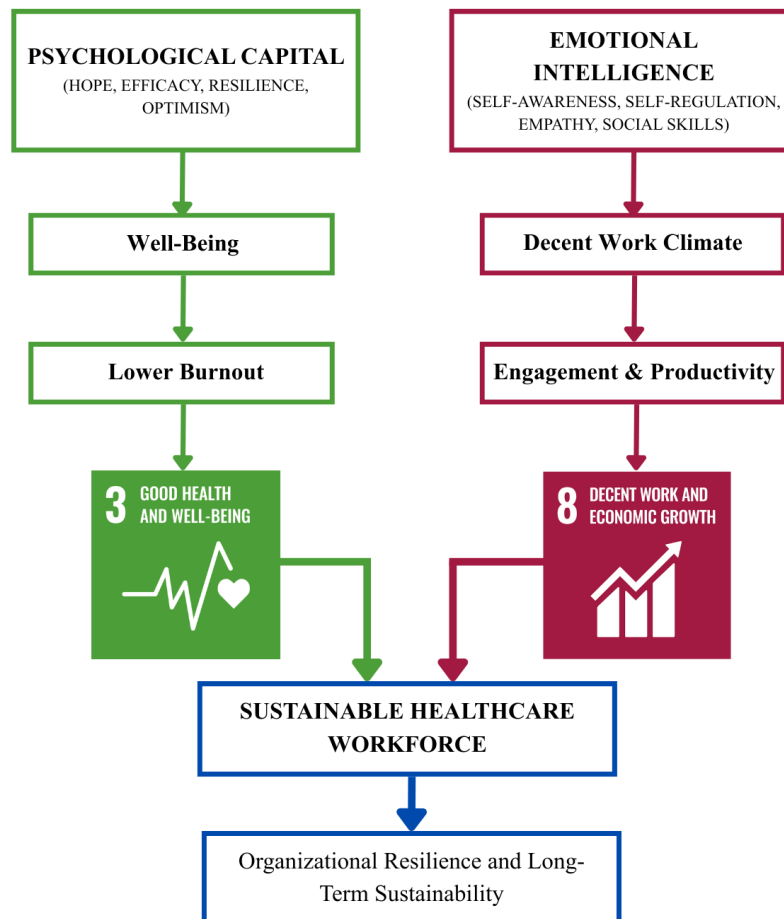 PSYCHOLOGICAL CAPITAL
(HOPE, EFFICACY, RESILIENCE,
OPTIMISM)
EMOTIONAL
INTELLIGENCE
(SELF-AWARENESS, SELF-REGULATION,
EMPATHY, SOCIAL SKILLS)
Well-Being
Decent Work Climate
Lower Burnout
Engagement & Productivity
3 GOOD HEALTH
AND WELL-BEING
8 DECENT WORK AND
ECONOMIC GROWTH
SUSTAINABLE HEALTHCARE
WORKFORCE
Organizational Resilience and Long-
Term Sustainability